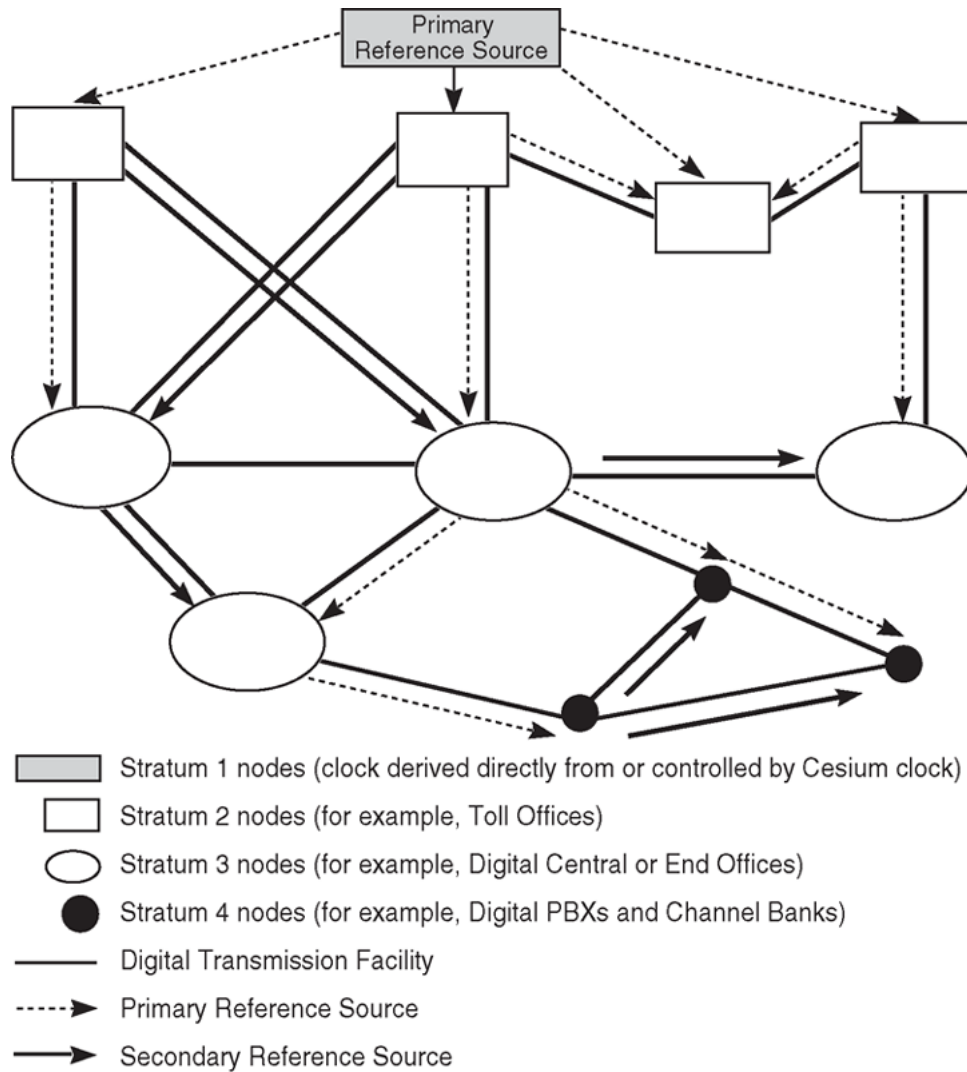 Primary
Reference Source
Stratum 1 nodes (clock derived directly from or controlled by Cesium clock)
Stratum 2 nodes (for example, Toll Offices)
Stratum 3 nodes (for example, Digital Central or End Offices)
Stratum 4 nodes (for example, Digital PBXs and Channel Banks)
Digital Transmission Facility
Primary Reference Source
Secondary Reference Source